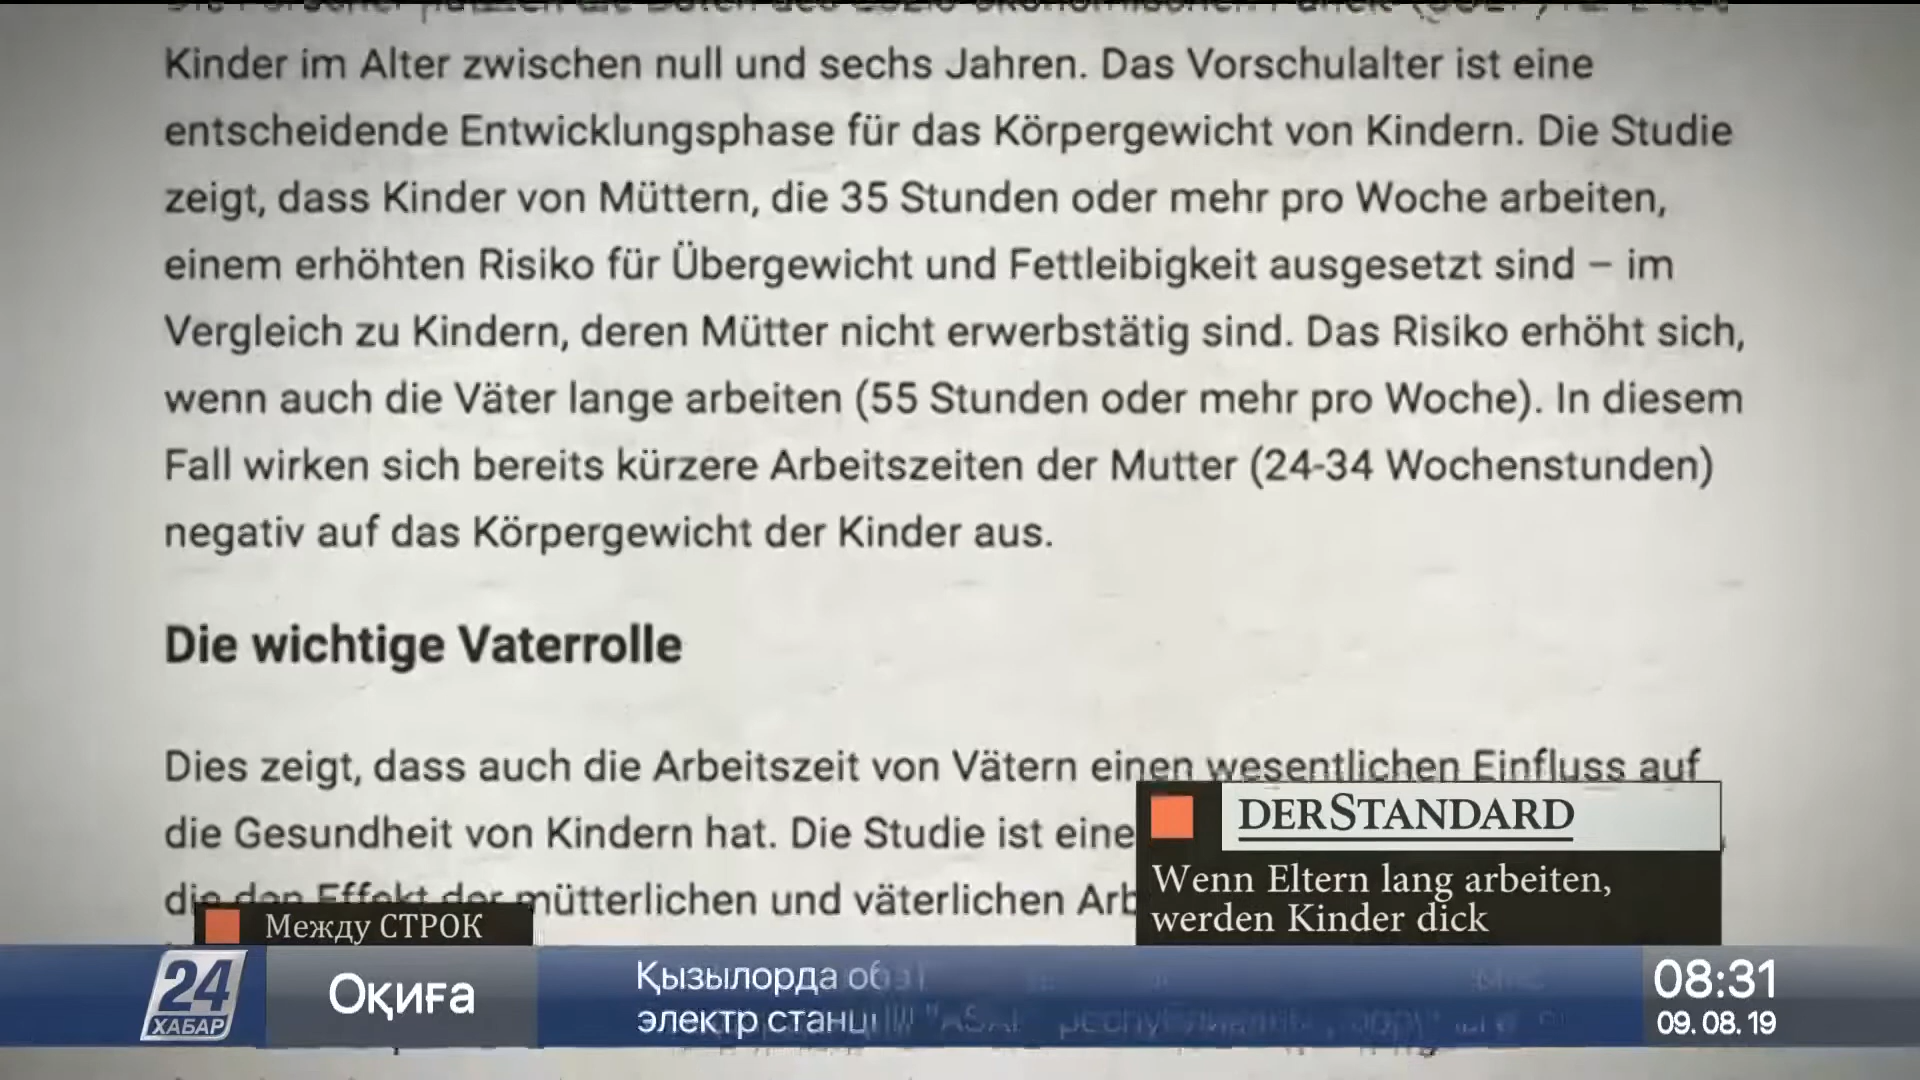 Kinder im Alter zwischen null und sechs Jahren. Das Vorschulalter ist eine
entscheidende Entwicklungsphase für das Körpergewicht von Kindern. Die Studie
zeigt, dass Kinder von Müttern, die 35 Stunden oder mehr pro Woche arbeiten,
einem erhöhten Risiko für Übergewicht und Fettleibigkeit ausgesetzt sind – im
Vergleich zu Kindern, deren Mütter nicht erwerbstätig sind. Das Risiko erhöht sich,
wenn auch die Väter lange arbeiten (55 Stunden oder mehr pro Woche). In diesem
Fall wirken sich bereits kürzere Arbeitszeiten der Mutter (24-34 Wochenstunden)
negativ auf das Körpergewicht der Kinder aus.
Die wichtige Vaterrolle
Dies zeigt, dass auch die Arbeitszeit von Vätern einen wesentlichen Einfluss auf
die Gesundheit von Kindern hat. Die Studie ist eine
die den Effekt der mütterlichen und väterlichen Arb
DERSTANDARD
Wenn Eltern lang arbeiten,
werden Kinder dick
Между СТРОК
24
ХАБАР
Оқиға
Қызылорда
электр
08:31
09.08.19